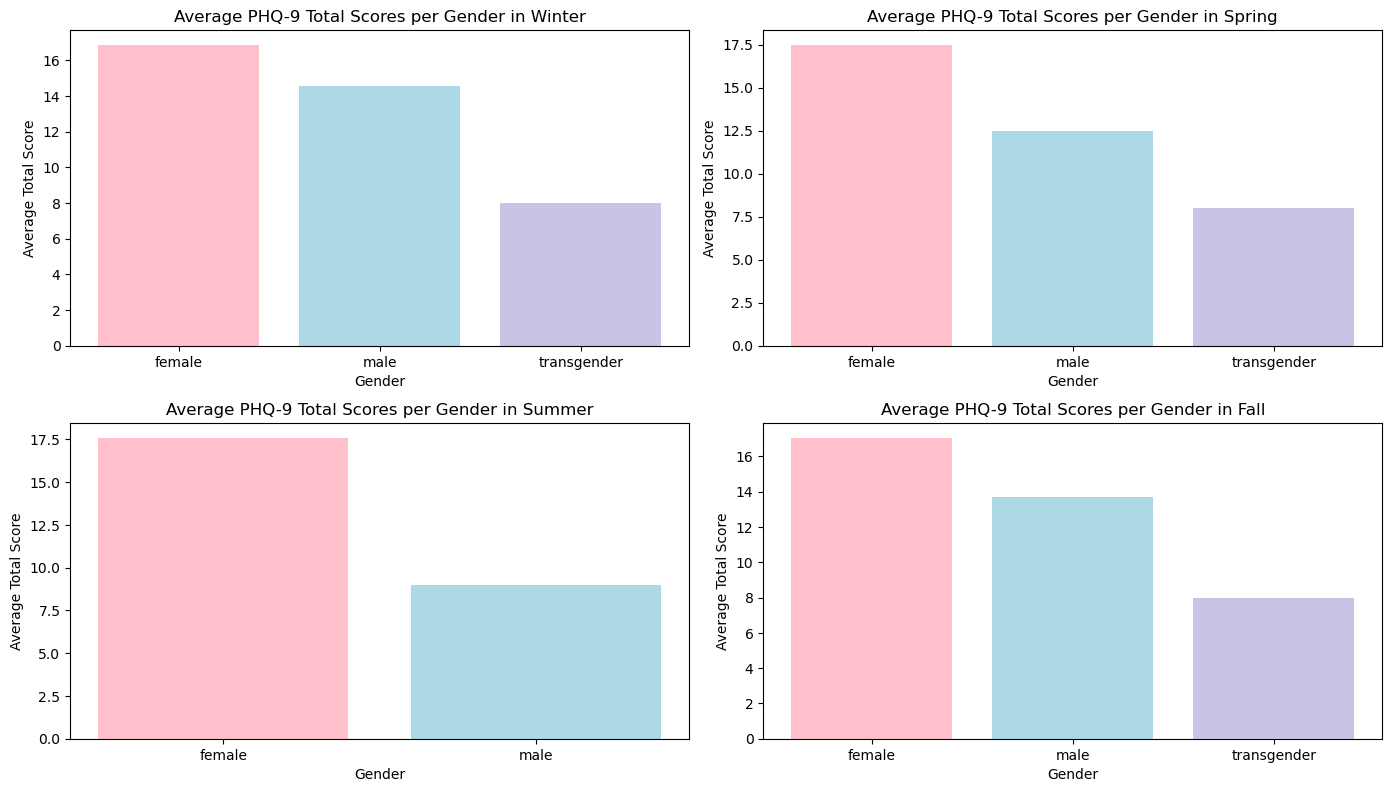 Average PHQ-9 Total Scores per Gender in Winter
Average Total Score
16
14
12
10
8
6
4
2
0
female male transgender
Gender
Average PHQ-9 Total Scores per Gender in Spring
Average Total Score
17.5
15.0
12.5
10.0
7.5
5.0
2.5
0.0
female male transgender
Gender
Average PHQ-9 Total Scores per Gender in Summer
Average Total Score
17.5
15.0
12.5
10.0
7.5
5.0
2.5
0.0
female male
Gender
Average PHQ-9 Total Scores per Gender in Fall
Average Total Score
16
14
12
10
8
6
4
2
0
female male transgender
Gender